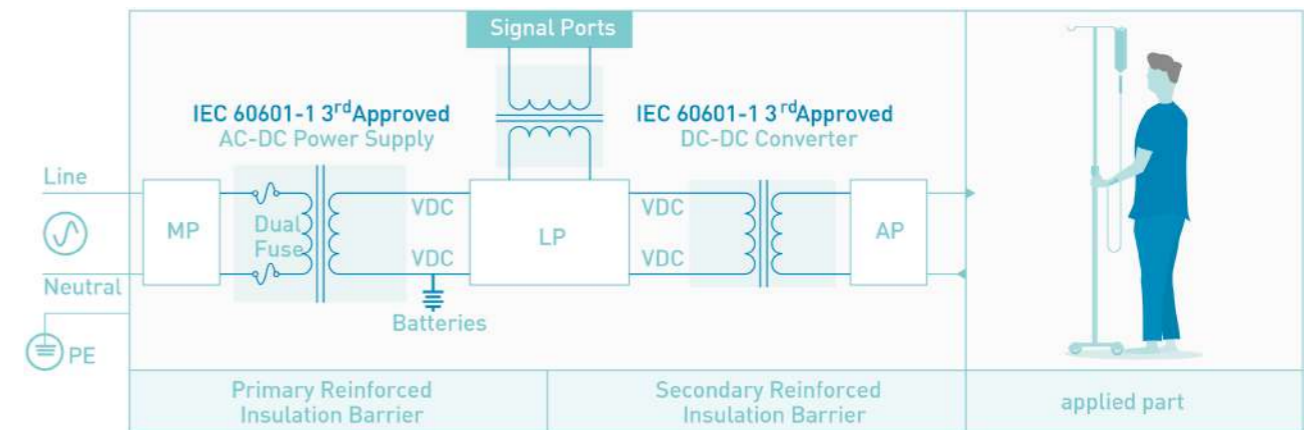 Signal Ports
IEC 60601-1 3rd Approved
AC-DC Power Supply
IEC 60601-1 3rd Approved
DC-DC Converter
Line
Neutral
PE
MP
Dual
Fuse
VDC
VDC
Batteries
LP
VDC
VDC
AP
Primary Reinforced
Insulation Barrier
Secondary Reinforced
Insulation Barrier
applied part